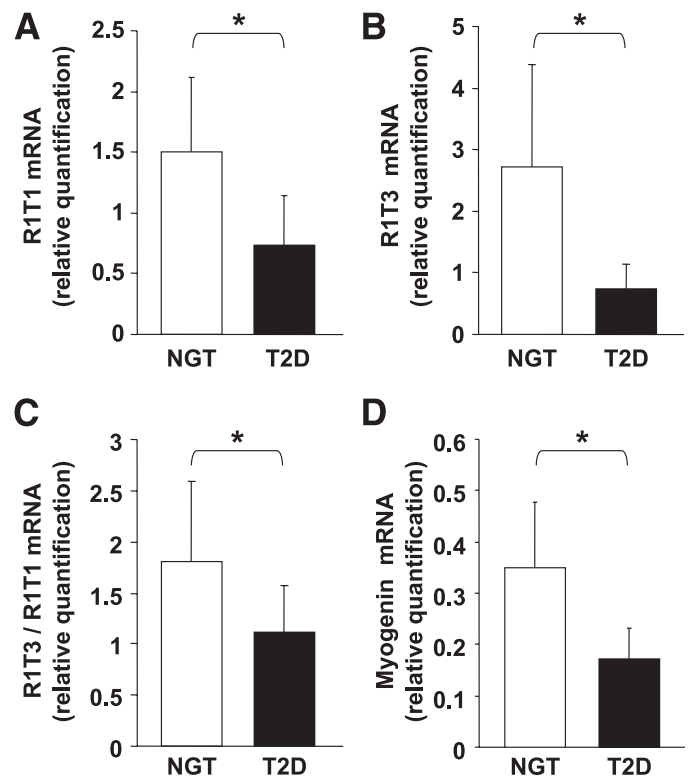 A
R1T1 mRNA
(relative quantification)
2.5
2
1.5
1
0.5
0
*
NGT
T2D
B
R1T3 mRNA
(relative quantification)
5
4
3
2
1
0
*
NGT
T2D
C
R1T3 / R1T1 mRNA
(relative quantification)
3
2.5
2
1.5
1
0.5
0
*
NGT
T2D
D
Myogenin mRNA
(relative quantification)
0.6
0.5
0.4
0.3
0.2
0.1
0
*
NGT
T2D